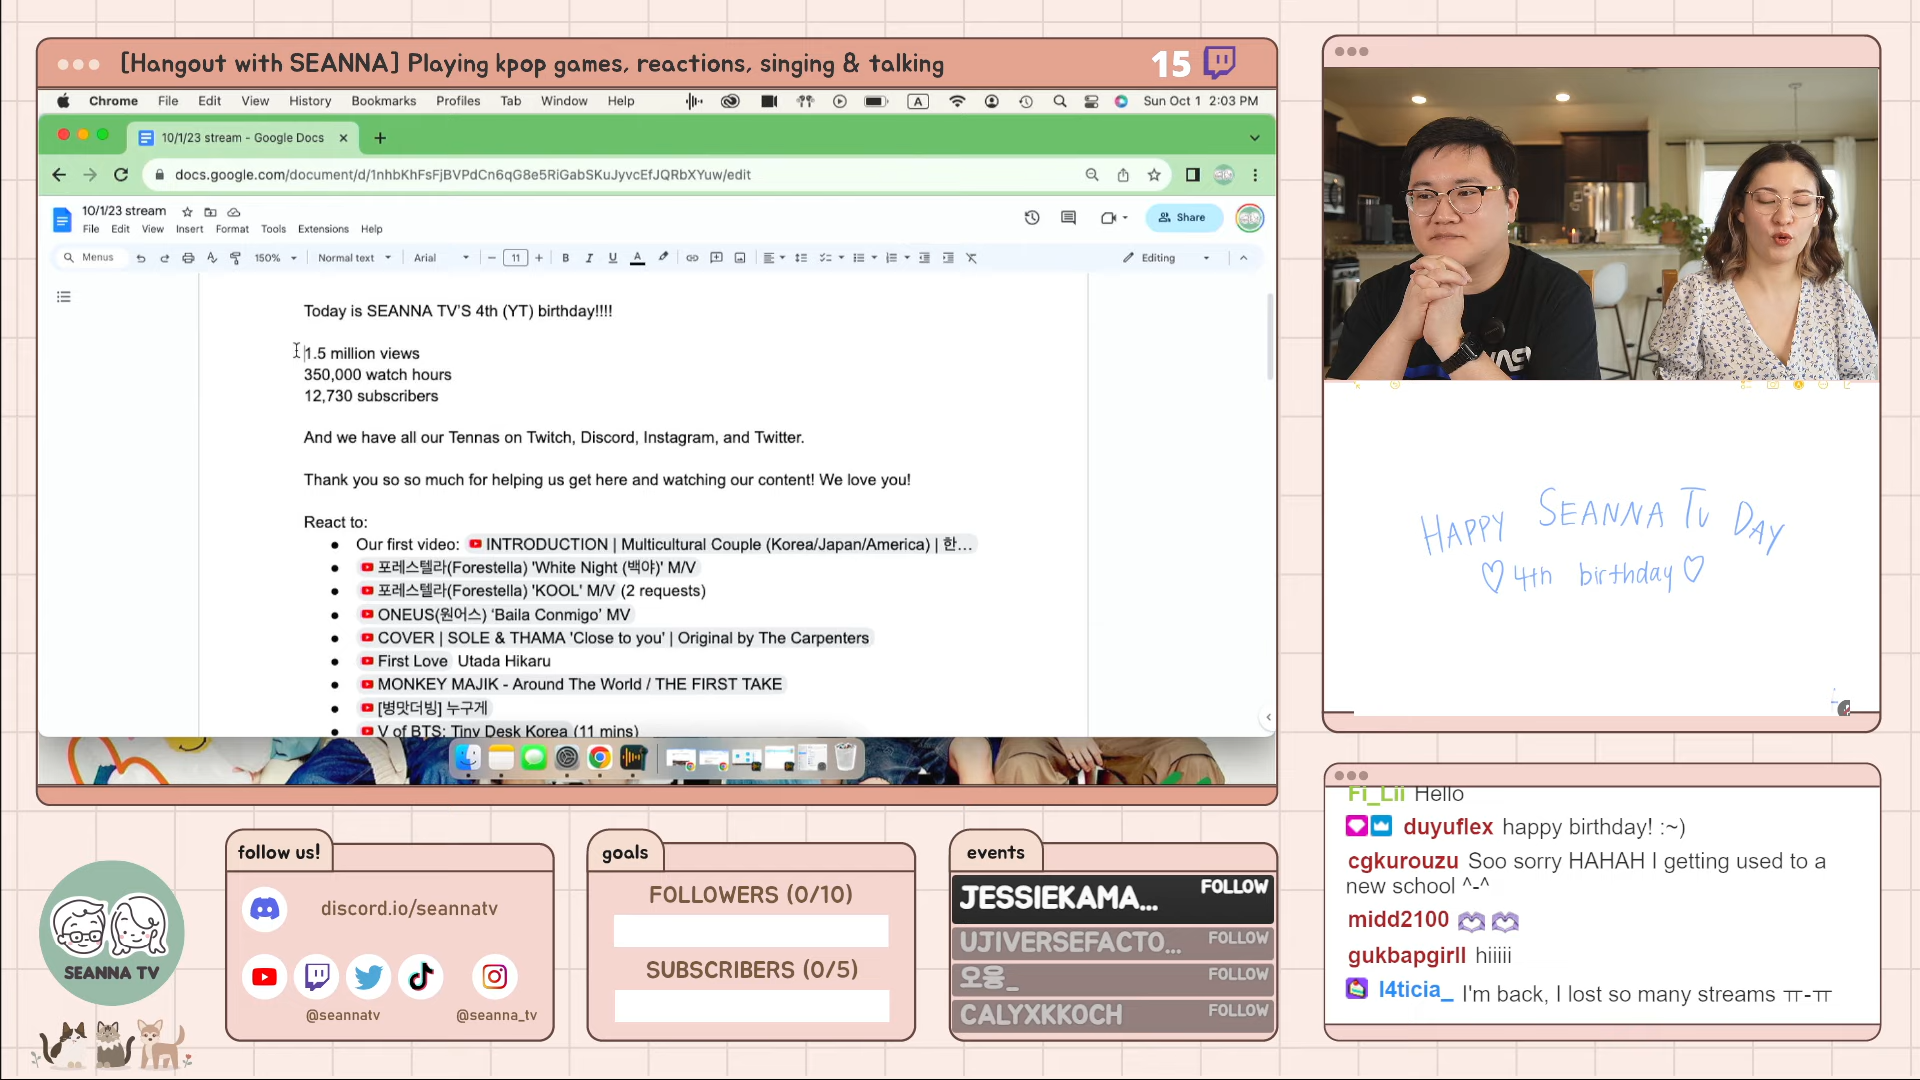 [Hangout with SEANNA] Playing kpop games, reactions, singing & talking
15
Chrome File Edit View History Bookmarks Profiles Tab Window Help
A
Sun Oct 1 2:03 PM
10/1/23 stream - Google Docs
docs.google.com/document/d/1nhbKhFsFjBVPdCn6qG8e5RiGabSKuJyvcEfJQRbXYuw/edit
10/1/23 stream
File Edit View Insert Format Tools Extensions Help
Share
Menus
150%
Normal text
Arial
11
B I U A
Editing
Today is SEANNA TV'S 4th (YT) birthday!!!!
1.5 million views
350,000 watch hours
12,730 subscribers
And we have all our Tennas on Twitch, Discord, Instagram, and Twitter.
Thank you so so much for helping us get here and watching our content! We love you!
React to:
Our first video: INTRODUCTION | Multicultural Couple (Korea/Japan/America) | 한...
포레스텔라(Forestella) 'White Night (백야)' M/V
포레스텔라(Forestella) 'KOOL' M/V (2 requests)
ONEUS(원어스) ‘Baila Conmigo’ MV
COVER | SOLE & THAMA 'Close to you' | Original by The Carpenters
First Love Utada Hikaru
MONKEY MAJIK - Around The World / THE FIRST TAKE
[병맛더빙] 누구게
V of BTS: Tiny Desk Korea (11 mins)
HAPPY SEANNA TV DAY
♡ 4th birthday ♡
Fi_Lii Hello
duyuflex happy birthday! :~)
cgkurouzu Soo sorry HAHAH I getting used to a
new school ^-^
midd2100
gukbapgirll hiiiii
l4ticia_ I'm back, I lost so many streams ㅠ-ㅠ
SEANNA TV
follow us!
discord.io/seannatv
@seannatv
@seanna_tv
goals
FOLLOWERS (0/10)
SUBSCRIBERS (0/5)
events
JESSIEKAMA... FOLLOW
UJIVERSEFACTO... FOLLOW
오웅_ FOLLOW
CALYXKKOCH FOLLOW